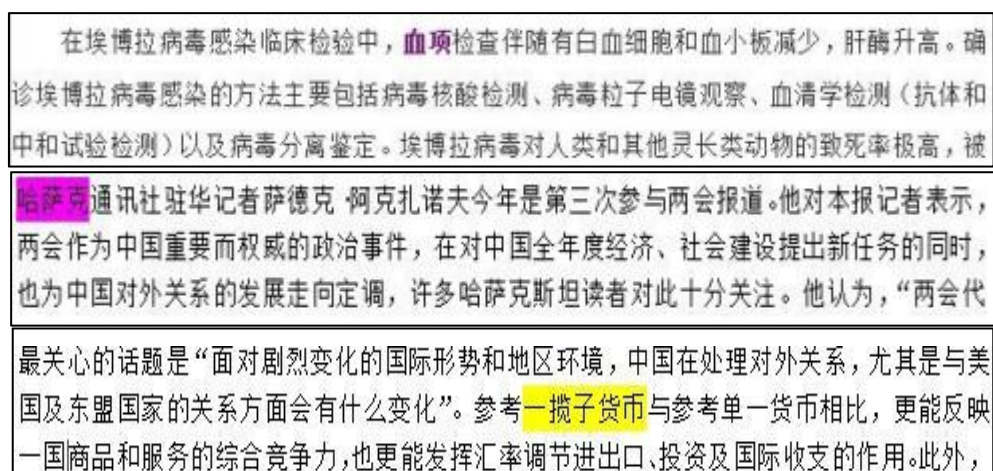 在埃博拉病毒感染临床检验中，血项检查伴随有白血细胞和血小板减少，肝酶升高。确
诊埃博拉病毒感染的方法主要包括病毒核酸检测、病毒粒子电镜观察、血清学检测（抗体和
中和试验检测）以及病毒分离鉴定。埃博拉病毒对人类和其他灵长类动物的致死率极高，被
哈萨克通讯社驻华记者萨德克·阿克扎诺夫今年是第三次参与两会报道。他对本报记者表示，
两会作为中国重要而权威的政治事件，在对中国全年度经济、社会建设提出新任务的同时，
也为中国对外关系的发展走向定调，许多哈萨克斯坦读者对此十分关注。他认为，“两会代
最关心的话题是“面对剧烈变化的国际形势和地区环境，中国在处理对外关系，尤其是与美
国及东盟国家的关系方面会有什么变化”。参考一揽子货币与参考单一货币相比，更能反映
一国商品和服务的综合竞争力，也更能发挥汇率调节进出口、投资及国际收支的作用。此外，